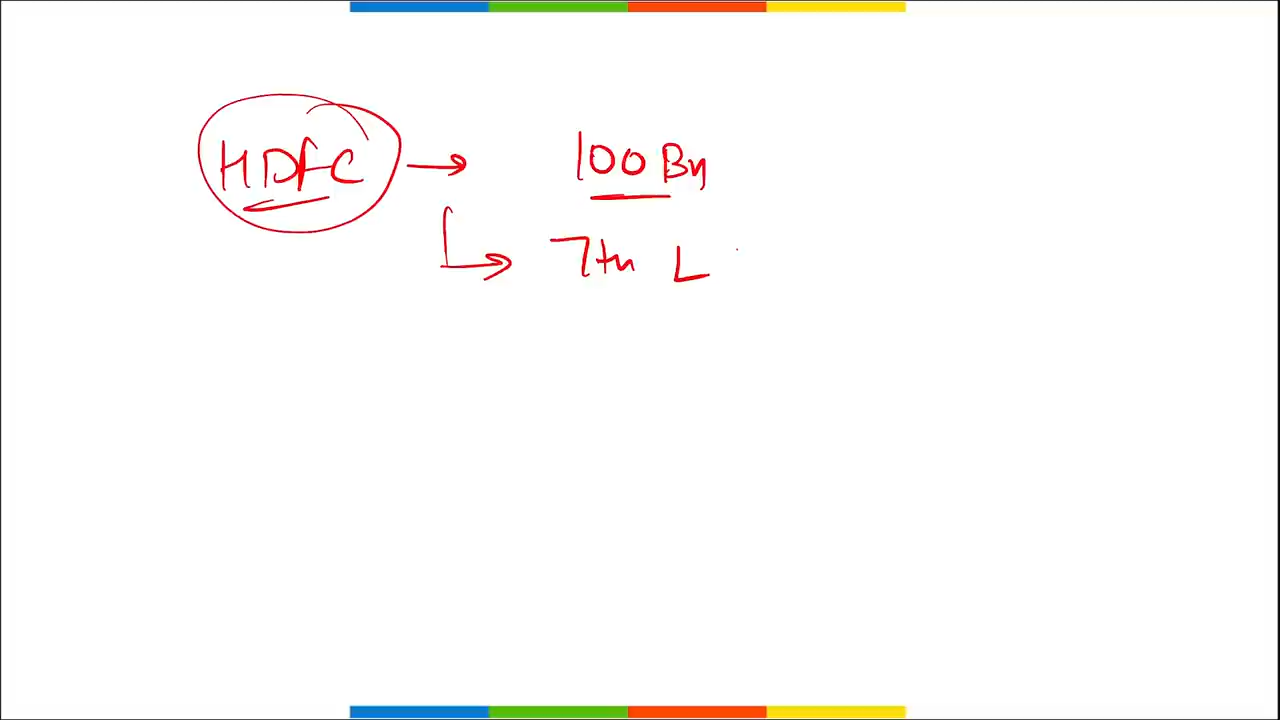 HDFC → 100 Bn
↳ 7th L